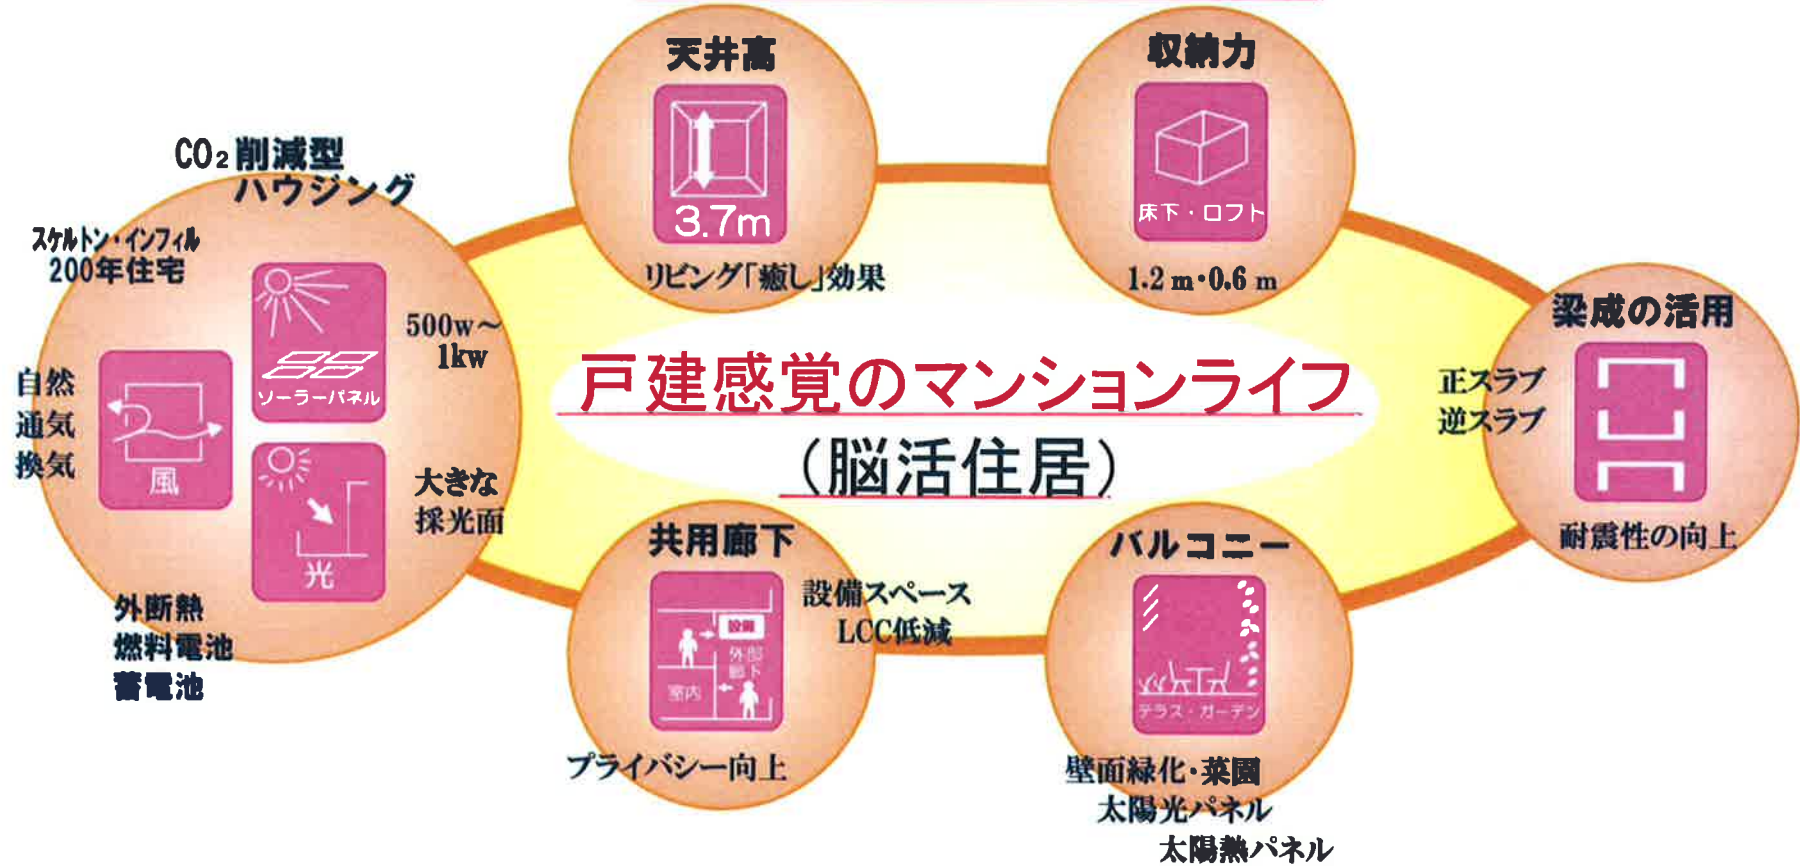 天井高
3.7m
リビング「癒し」効果
収納力
床下・ロフト
1.2 m・0.6 m
CO₂削減型
ハウジング
スケルトン・インフィル
200年住宅
ソーラーパネル
500w～
1kw
自然
通気
換気
風
大きな
採光面
光
外断熱
燃料電池
蓄電池
戸建感覚のマンションライフ
（脳活住居）
梁成の活用
正スラブ
逆スラブ
耐震性の向上
共用廊下
設備
外部
廊下
室内
設備スペース
LCC低減
プライバシー向上
バルコニー
テラス・ガーデン
壁面緑化・菜園
太陽光パネル
太陽熱パネル